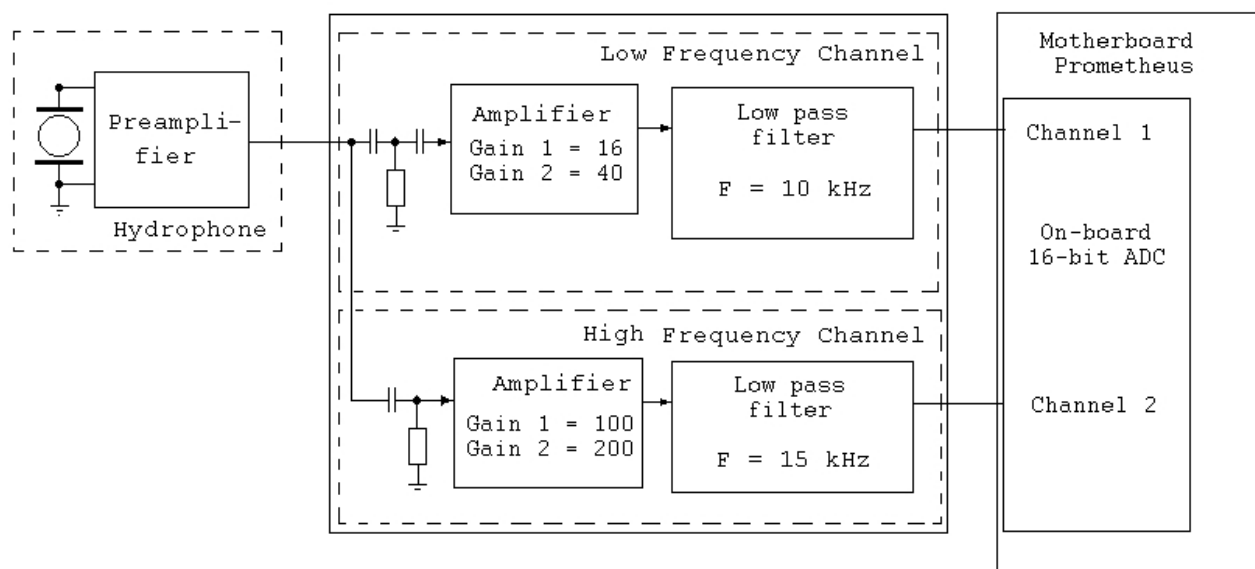 Preampli-
fier
Hydrophone
Low Frequency Channel
Amplifier
Gain 1 = 16
Gain 2 = 40
Low pass
filter
F = 10 kHz
High Frequency Channel
Amplifier
Gain 1 = 100
Gain 2 = 200
Low pass
filter
F = 15 kHz
Motherboard
Prometheus
Channel 1
On-board
16-bit ADC
Channel 2